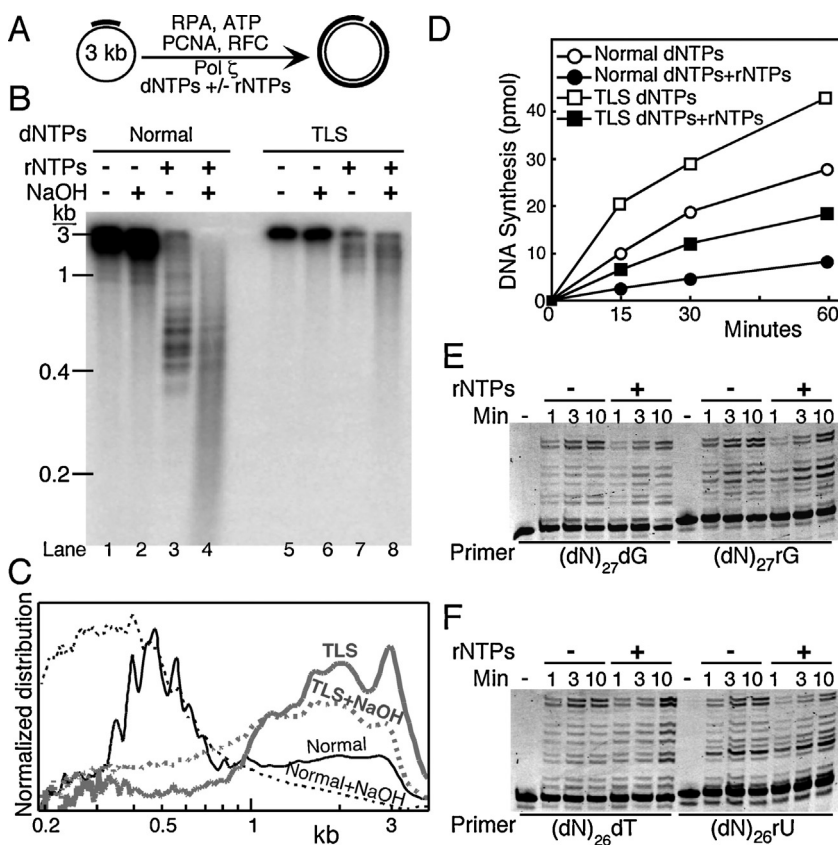 A
3 kb
RPA, ATP
PCNA, RFC
Pol ζ
dNTPs +/- rNTPs
B
dNTPs Normal TLS
rNTPs - - + + - - + +
NaOH - + - + - + - +
kb
3
1
0.4
0.2
Lane 1 2 3 4 5 6 7 8
C
Normalized distribution
TLS
TLS+NaOH
Normal
Normal+NaOH
0.2 0.5 1 3
kb
D
DNA Synthesis (pmol)
Normal dNTPs
Normal dNTPs+rNTPs
TLS dNTPs
TLS dNTPs+rNTPs
40
30
20
10
0
0 15 30 60
Minutes
E
rNTPs - + - +
Min - 1 3 10 1 3 10 - 1 3 10 1 3 10
Primer (dN)27dG (dN)27rG
F
rNTPs - + - +
Min - 1 3 10 1 3 10 - 1 3 10 1 3 10
Primer (dN)26dT (dN)26rU